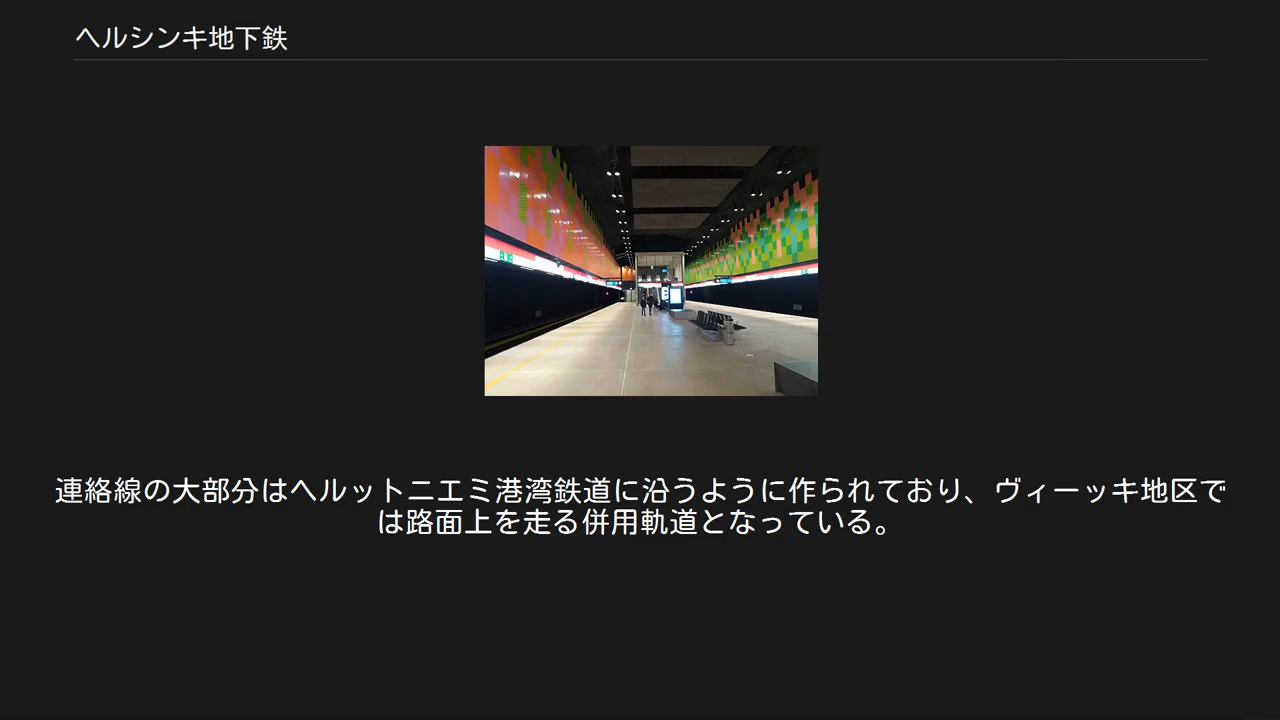 ヘルシンキ地下鉄
連絡線の大部分はヘルットニエミ港湾鉄道に沿うように作られており、ヴィーッキ地区で
は路面上を走る併用軌道となっている。